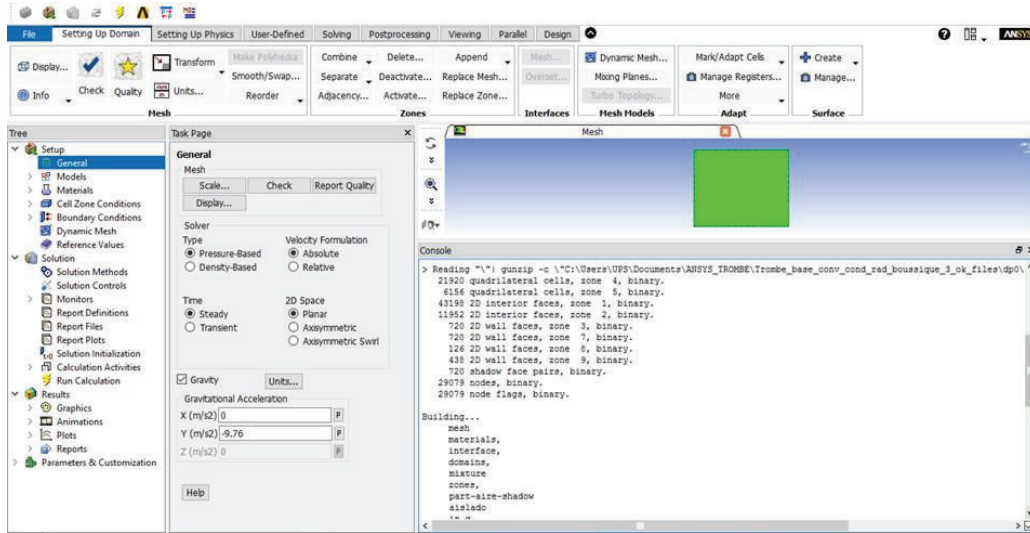 File Setting Up Domain Setting Up Physics User-Defined Solving Postprocessing Viewing Parallel Design ANSYS
Display... Transform Make Polyhedra Combine Delete... Append Mesh... Dynamic Mesh... Mark/Adapt Cells Create
Smooth/Swap... Separate Deactivate... Replace Mesh... Overset... Mixing Planes... Manage Registers... Manage...
Info Check Quality Units... Reorder Adjacency... Activate... Replace Zone... Turbo Topology... More
Mesh Zones Interfaces Mesh Models Adapt Surface
Tree
Setup
General
Models
Materials
Cell Zone Conditions
Boundary Conditions
Dynamic Mesh
Reference Values
Solution
Solution Methods
Solution Controls
Monitors
Report Definitions
Report Files
Report Plots
Solution Initialization
Calculation Activities
Run Calculation
Results
Graphics
Animations
Plots
Reports
Parameters & Customization
Task Page
General
Mesh
Scale... Check Report Quality
Display...
Solver
Type Velocity Formulation
Pressure-Based Absolute
Density-Based Relative
Time 2D Space
Steady Planar
Transient Axisymmetric
Axisymmetric Swirl
Gravity Units...
Gravitational Acceleration
X (m/s2) 0 P
Y (m/s2) -9.76 P
Z (m/s2) 0 P
Help
Mesh
Console
> Reading "\"| gunzip -c \"C:\Users\UPS\Documents\ANSYS_TROMBE\Trombe_base_conv_cond_rad_boussique_3_ok_files\dp0\
21920 quadrilateral cells, zone 4, binary.
6156 quadrilateral cells, zone 5, binary.
43198 2D interior faces, zone 1, binary.
11952 2D interior faces, zone 2, binary.
720 2D wall faces, zone 3, binary.
720 2D wall faces, zone 7, binary.
126 2D wall faces, zone 8, binary.
438 2D wall faces, zone 9, binary.
720 shadow face pairs, binary.
29079 nodes, binary.
29079 node flags, binary.
Building...
mesh
materials,
interface,
domains,
mixture
zones,
part-aire-shadow
aislado